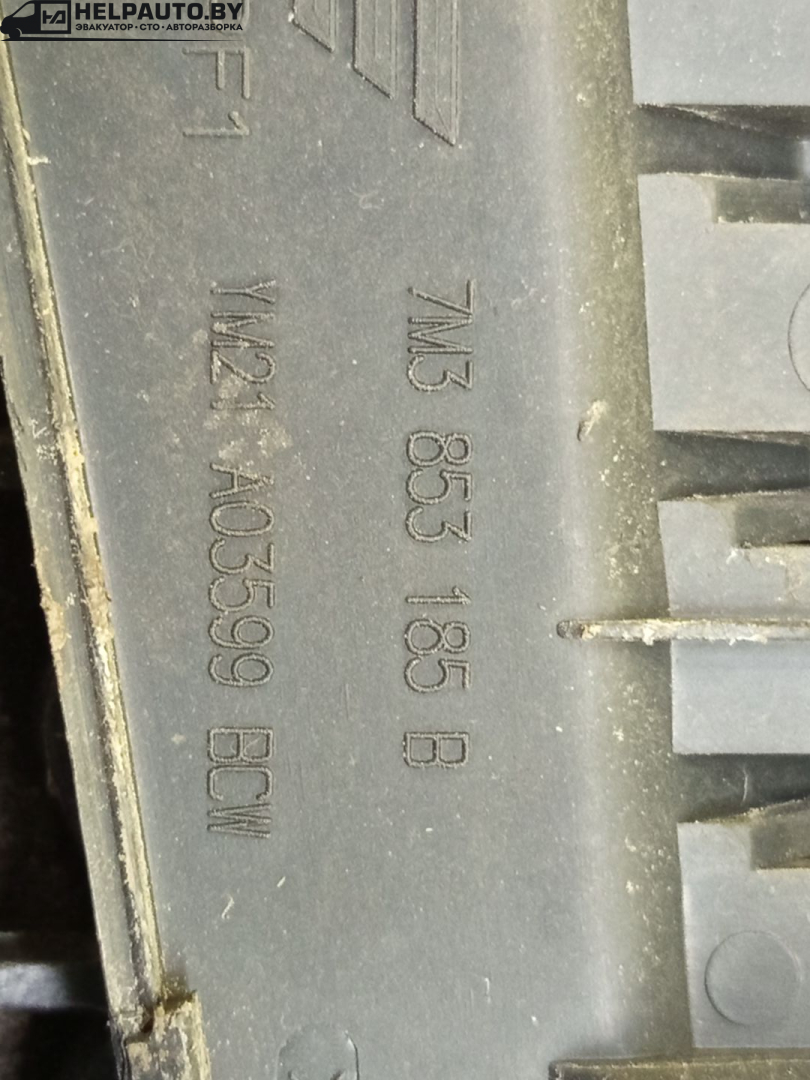 HELPAUTO.BY
ЭВАКУАТОР·СТО·АВТОРАЗБОРКА
7M3 853 185 B
YM21 A03599 BCW
F1